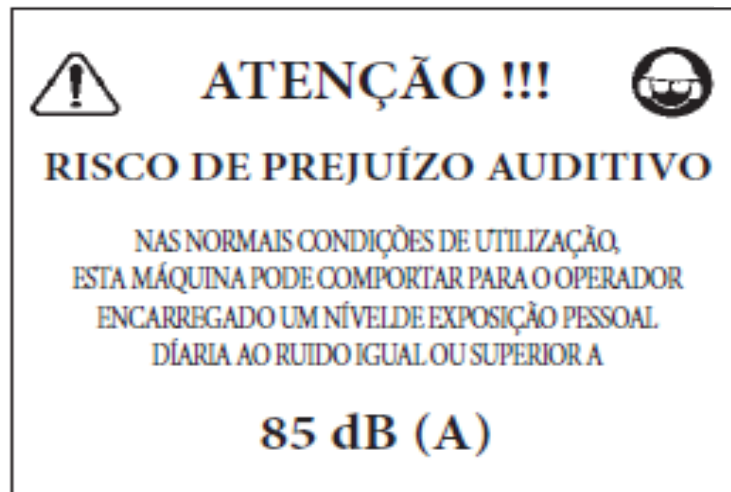 ATENÇÃO !!!
RISCO DE PREJUÍZO AUDITIVO
NAS NORMAIS CONDIÇÕES DE UTILIZAÇÃO,
ESTA MÁQUINA PODE COMPORTAR PARA O OPERADOR
ENCARREGADO UM NÍVELDE EXPOSIÇÃO PESSOAL
DÍARIA AO RUIDO IGUAL OU SUPERIOR A
85 dB (A)